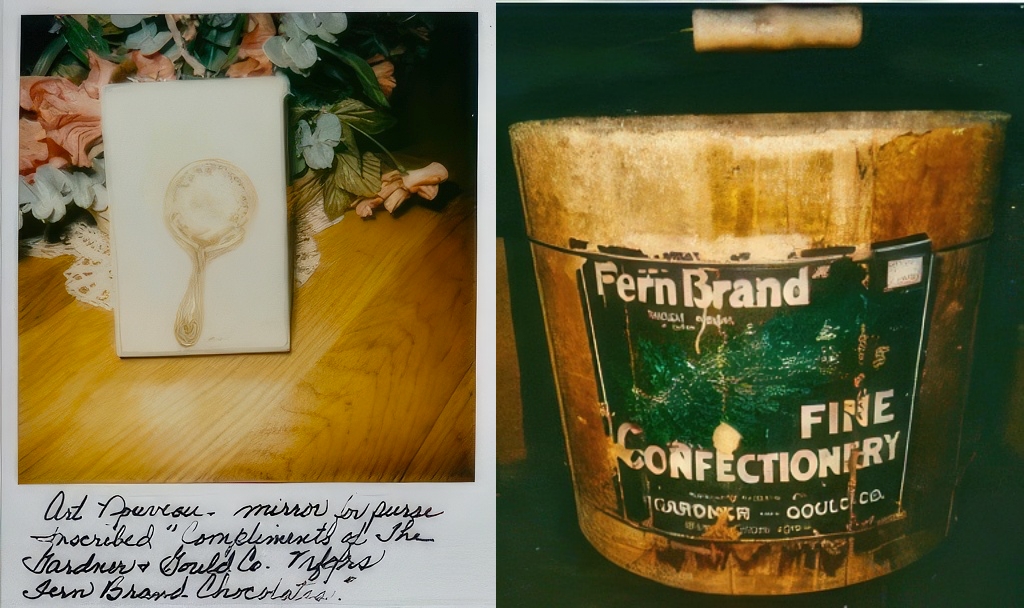 Art Nouveau - mirror for purse
Inscribed "Compliments of The
Gardner & Gould Co. Mfgrs
Fern Brand Chocolates."
Fern Brand
FINE
CONFECTIONERY
GARDNER GOULD CO.